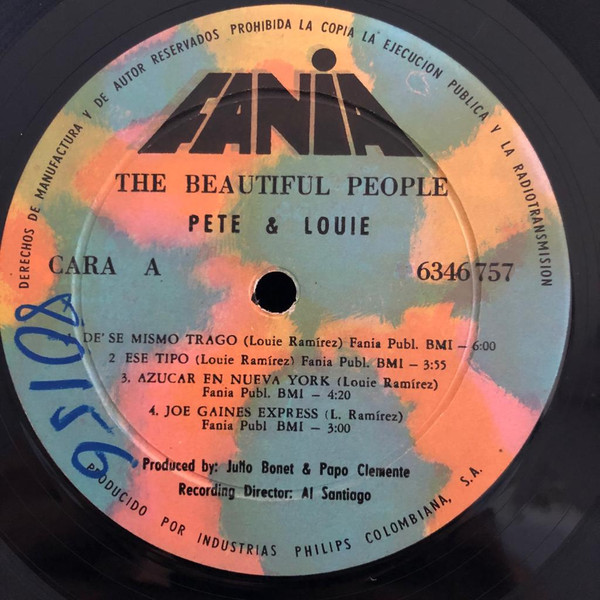 DERECHOS DE MANUFACTURA Y DE AUTOR RESERVADOS PROHIBIDA LA COPIA LA EJECUCION PUBLICA Y LA RADIOTRANSMISION
FANIA
THE BEAUTIFUL PEOPLE
PETE & LOUIE
CARA A
6346757
DE' SE MISMO TRAGO (Louie Ramírez) Fania Publ. BMI — 6:00
2 ESE TIPO (Louie Ramírez) Fania Publ. BMI — 3:55
3. AZUCAR EN NUEVA YORK (Louie Ramírez)
Fania Publ. BMI — 4:20
4. JOE GAINES EXPRESS (L. Ramírez)
Fania Publ BMI — 3:00
80156
Produced by: Julio Bonet & Papo Clemente
Recording Director: Al Santiago
PRODUCIDO POR INDUSTRIAS PHILIPS COLOMBIANA, S.A.